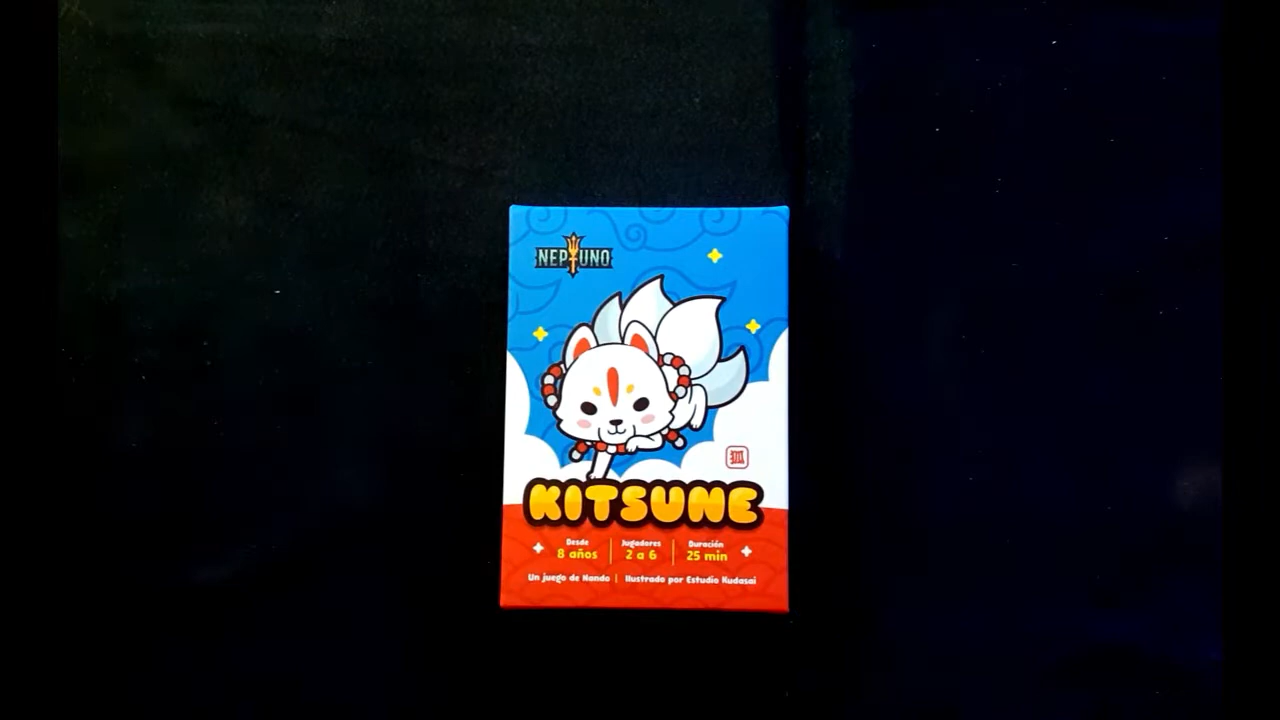 NEPTUNO
狐
KITSUNE
Desde
8 años
Jugadores
2 a 6
Duración
25 min
Un juego de Nando | Ilustrado por Estudio Kudasai